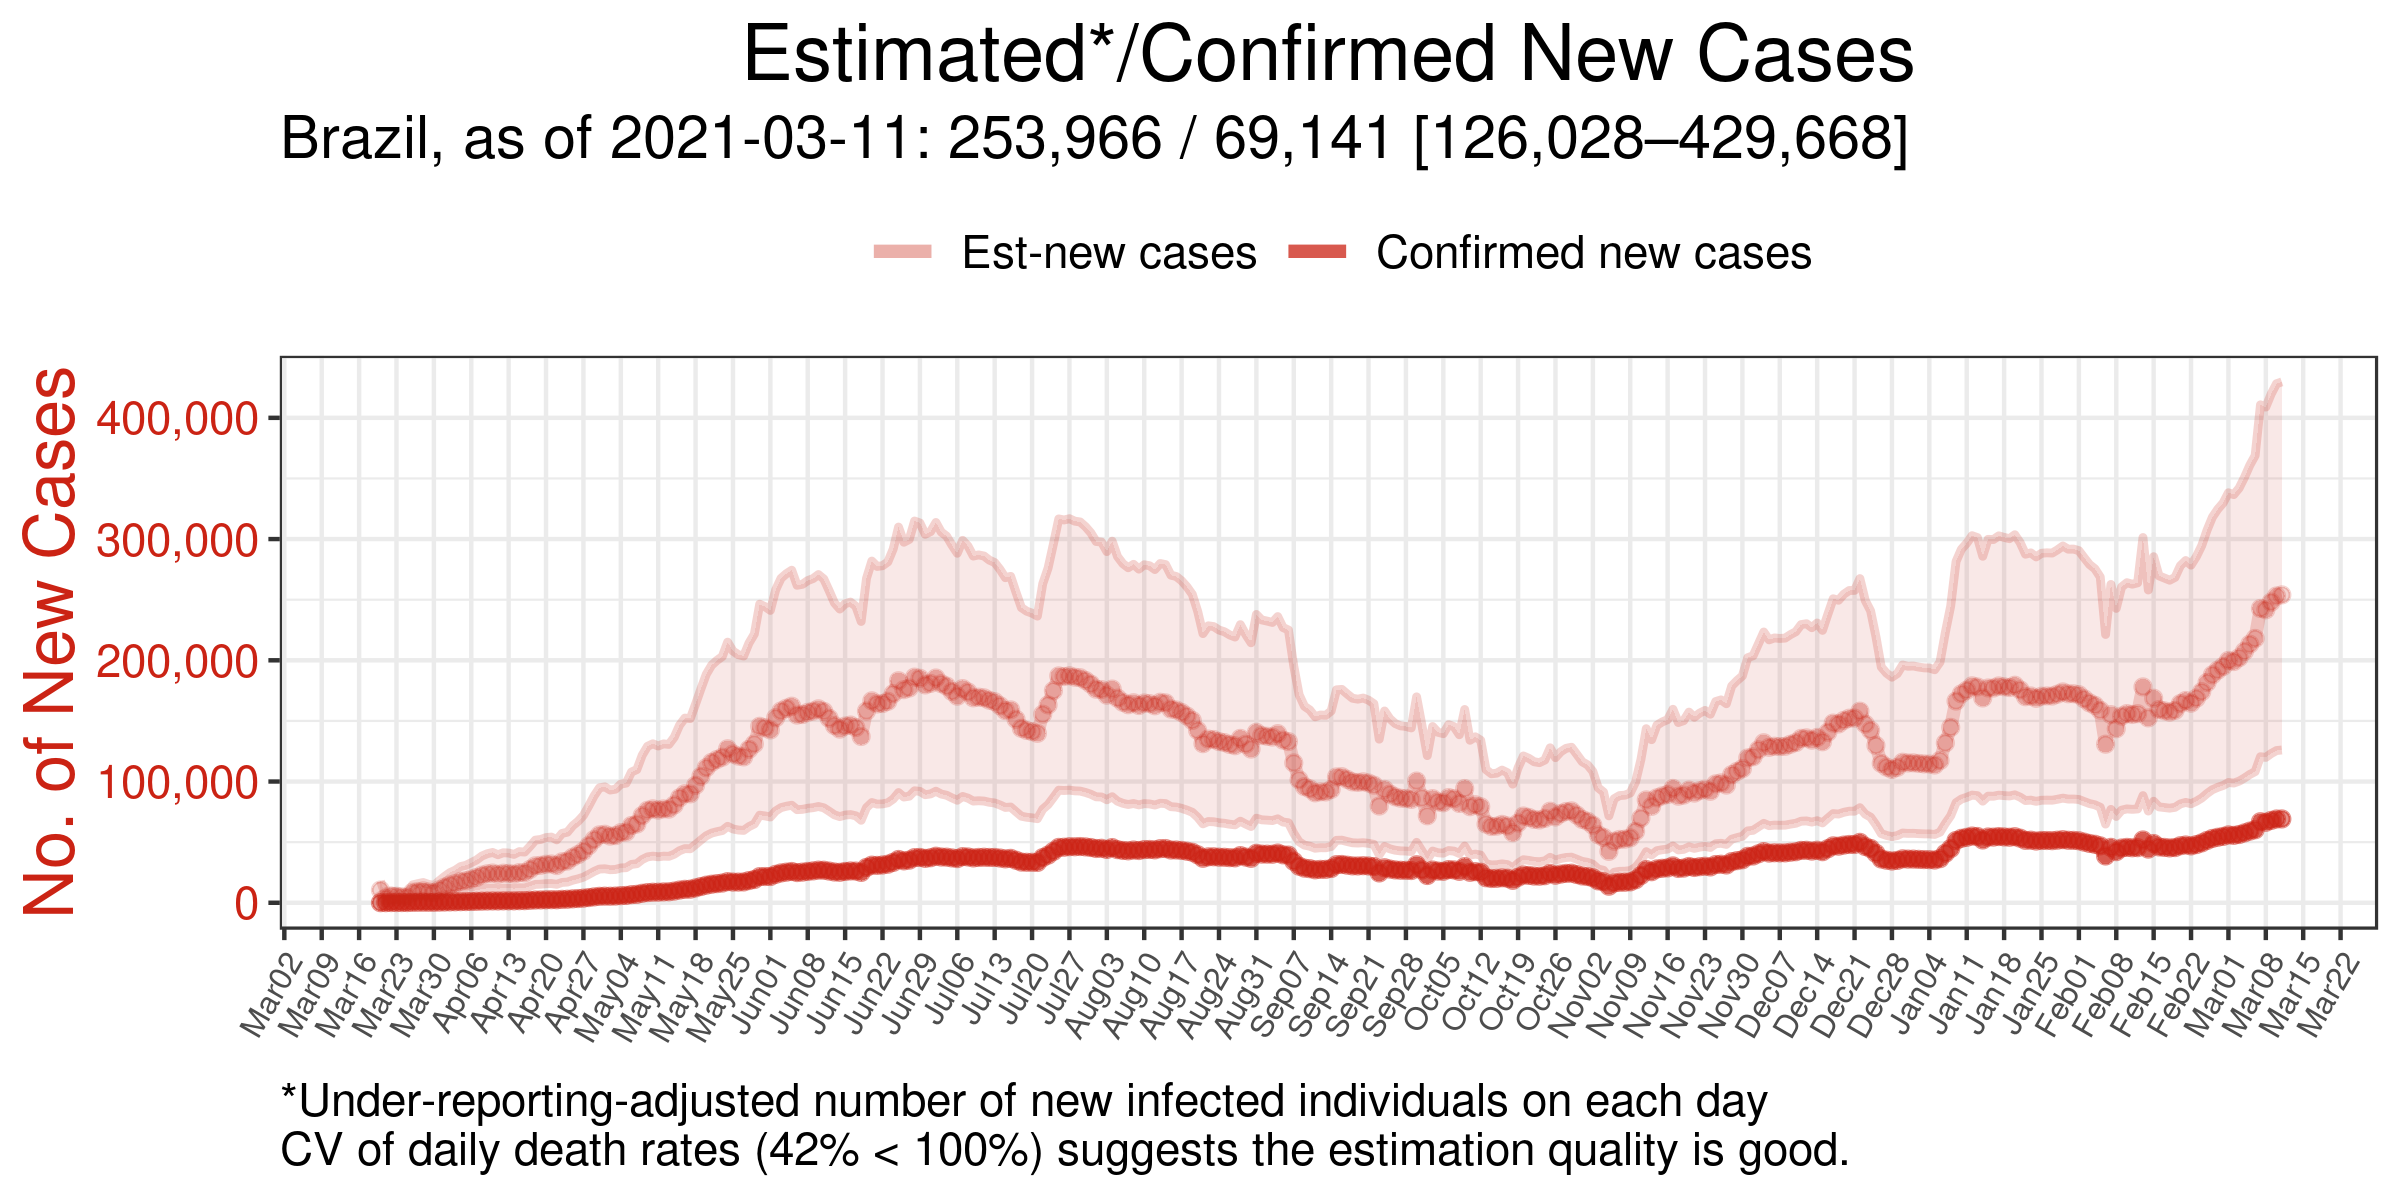 Estimated*/Confirmed New Cases
Brazil, as of 2021-03-11: 253,966 / 69,141 [126,028–429,668]
Est-new cases
Confirmed new cases
No. of New Cases
400,000
300,000
200,000
100,000
0
Mar02
Mar09
Mar16
Mar23
Mar30
Apr06
Apr13
Apr20
Apr27
May04
May11
May18
May25
Jun01
Jun08
Jun15
Jun22
Jun29
Jul06
Jul13
Jul20
Jul27
Aug03
Aug10
Aug17
Aug24
Aug31
Sep07
Sep14
Sep21
Sep28
Oct05
Oct12
Oct19
Oct26
Nov02
Nov09
Nov16
Nov23
Nov30
Dec07
Dec14
Dec21
Dec28
Jan04
Jan11
Jan18
Jan25
Feb01
Feb08
Feb15
Feb22
Mar01
Mar08
Mar15
Mar22
*Under-reporting-adjusted number of new infected individuals on each day
CV of daily death rates (42% < 100%) suggests the estimation quality is good.